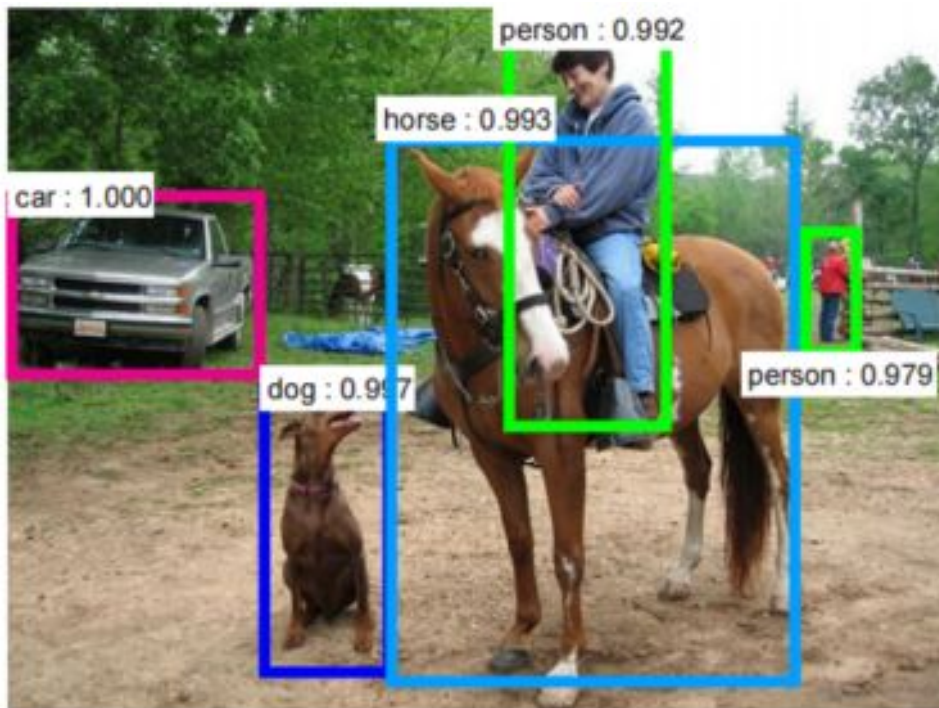 person : 0.992
horse : 0.993
car : 1.000
person : 0.979
dog : 0.997